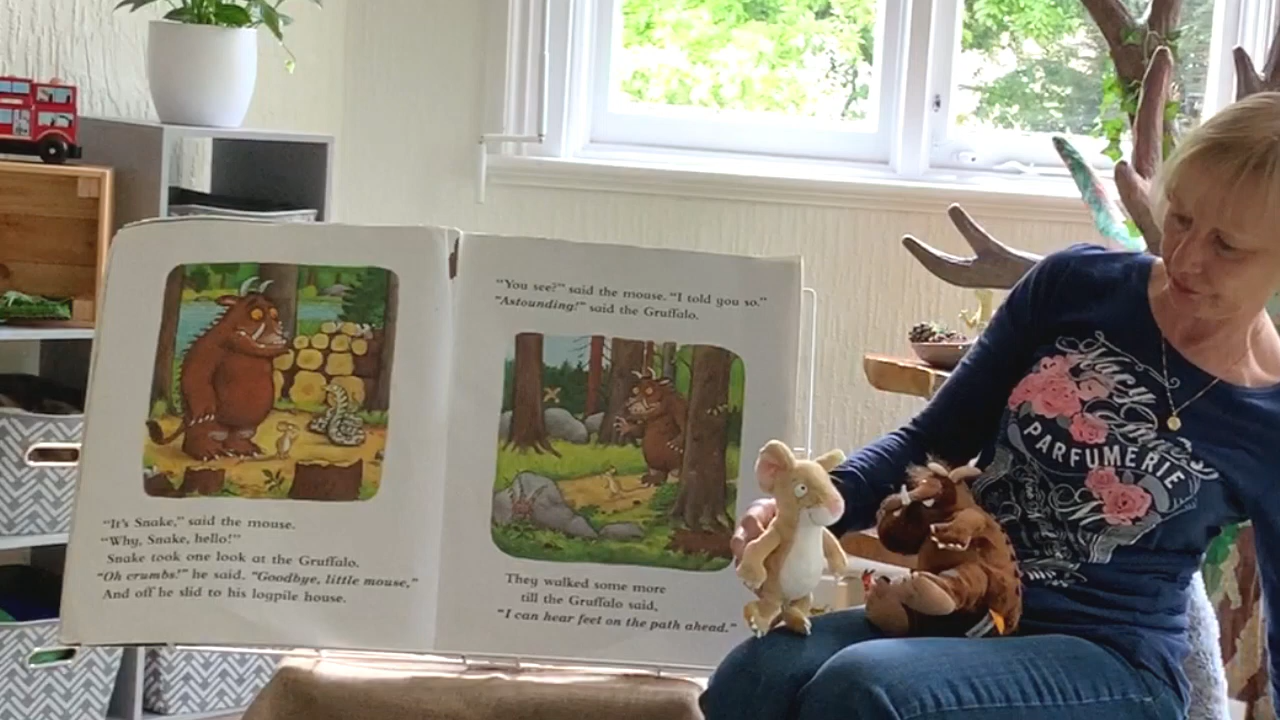 "It's Snake," said the mouse.
"Why, Snake, hello!"
Snake took one look at the Gruffalo.
"Oh crumbs!" he said. "Goodbye, little mouse,"
And off he slid to his logpile house.
"You see?" said the mouse. "I told you so."
"Astounding!" said the Gruffalo.
They walked some more
till the Gruffalo said,
"I can hear feet on the path ahead."
PARFUMERIE